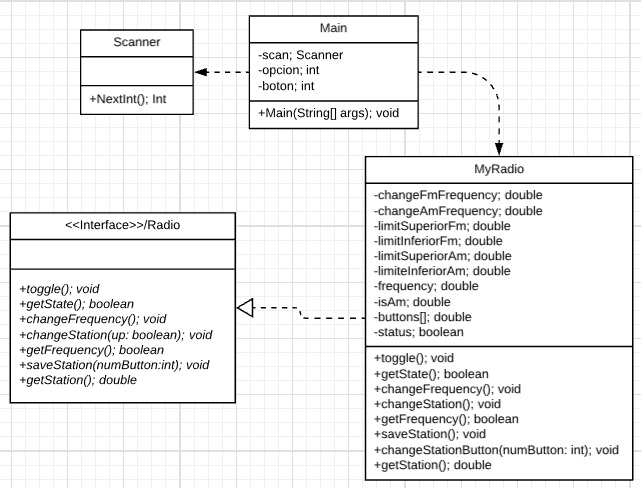 Scanner
+NextInt(); Int
Main
-scan; Scanner
-opcion; int
-boton; int
+Main(String[] args); void
MyRadio
-changeFmFrequency; double
-changeAmFrequency; double
-limitSuperiorFm; double
-limitInferiorFm; double
-limitSuperiorAm; double
-limiteInferiorAm; double
-frequency; double
-isAm; double
-buttons[]; double
-status; boolean
+toggle(); void
+getState(); boolean
+changeFrequency(); void
+changeStation(); void
+getFrequency(); boolean
+saveStation(); void
+changeStationButton(numButton: int); void
+getStation(); double
<<Interface>>/Radio
+toggle(); void
+getState(); boolean
+changeFrequency(); void
+changeStation(up: boolean); void
+getFrequency(); boolean
+saveStation(numButton:int); void
+getStation(); double